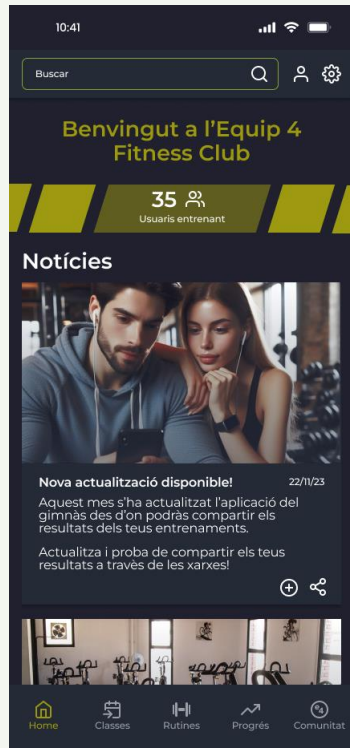 10:41
Buscar
Benvingut a l’Equip 4
Fitness Club
35
Usuaris entrenant
Notícies
Nova actualització disponible!
22/11/23
Aquest mes s’ha actualitzat l’aplicació del
gimnàs des d’on podràs compartir els
resultats dels teus entrenaments.
Actualitza i proba de compartir els teus
resultats a través de les xarxes!
Home
Classes
Rutines
Progrés
Comunitat